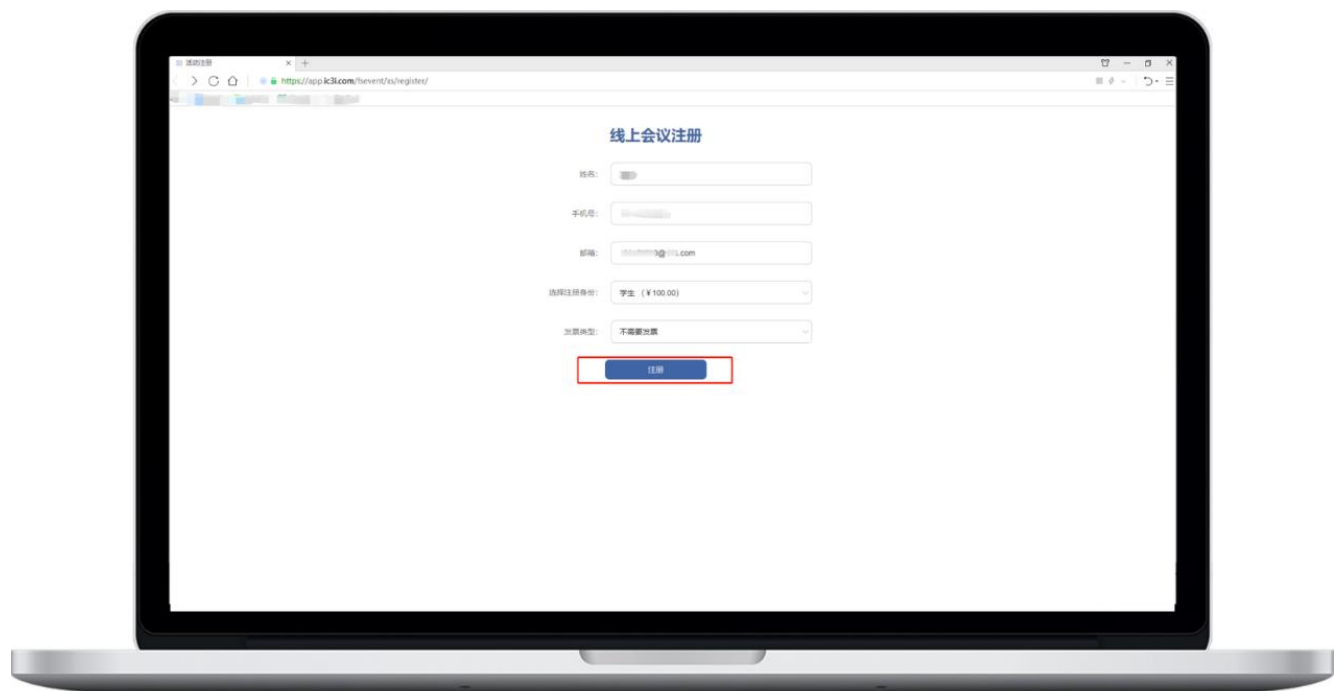 活动注册
https://app.ic3i.com/fsevent/xs/register/
线上会议注册
姓名:
手机号:
邮箱: @ .com
选择注册身份: 学生 (¥100.00)
发票类型: 不需要发票
注册